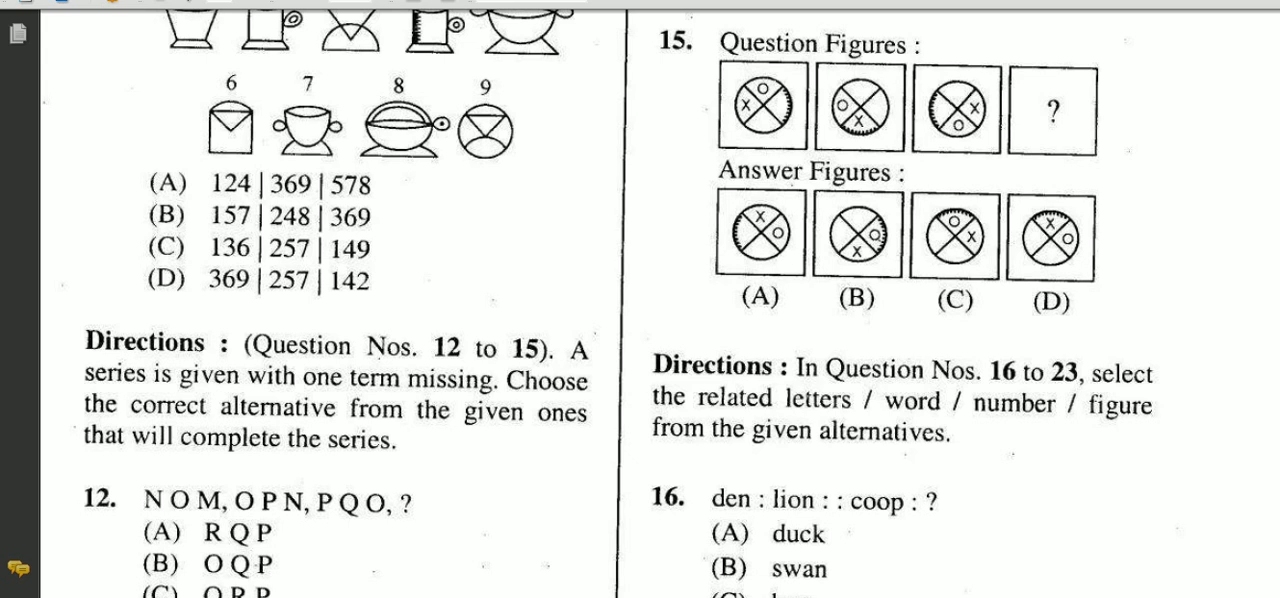 6 7 8 9
(A) 124 | 369 | 578
(B) 157 | 248 | 369
(C) 136 | 257 | 149
(D) 369 | 257 | 142
Directions : (Question Nos. 12 to 15). A
series is given with one term missing. Choose
the correct alternative from the given ones
that will complete the series.
12. N O M, O P N, P Q O, ?
(A) R Q P
(B) O Q P
(C) Q R P
15. Question Figures :
O X
O X
X O
?
Answer Figures :
X O
O X
O X
X O
(A) (B) (C) (D)
Directions : In Question Nos. 16 to 23, select
the related letters / word / number / figure
from the given alternatives.
16. den : lion : : coop : ?
(A) duck
(B) swan
(C)